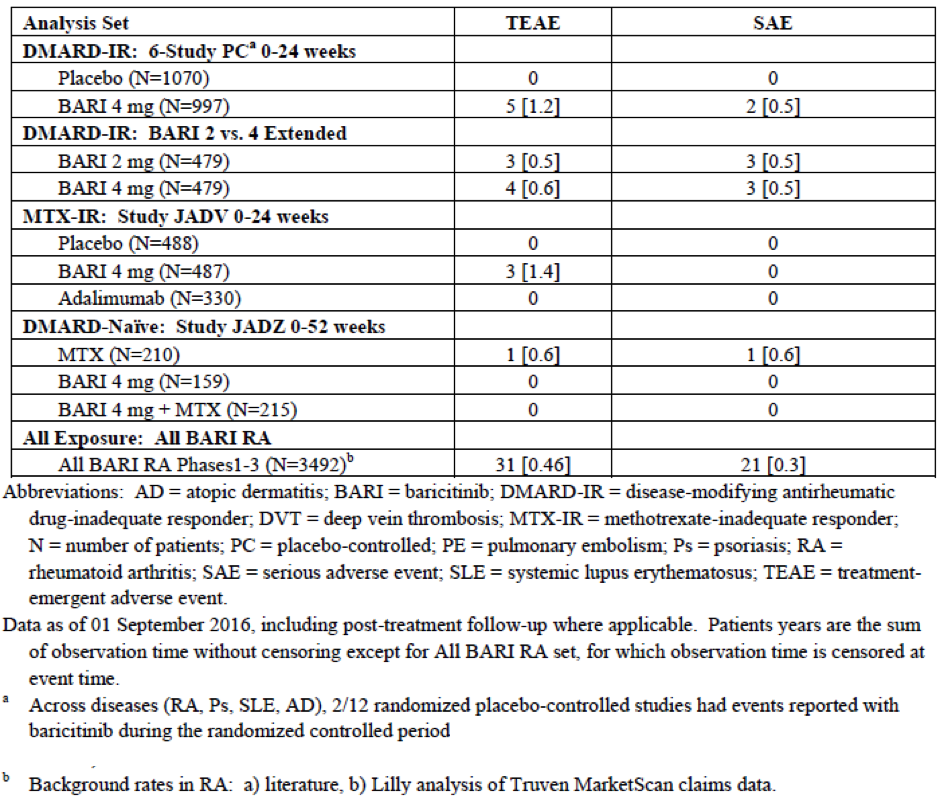 Analysis Set TEAE SAE
DMARD-IR: 6-Study PCa 0-24 weeks
Placebo (N=1070) 0 0
BARI 4 mg (N=997) 5 [1.2] 2 [0.5]
DMARD-IR: BARI 2 vs. 4 Extended
BARI 2 mg (N=479) 3 [0.5] 3 [0.5]
BARI 4 mg (N=479) 4 [0.6] 3 [0.5]
MTX-IR: Study JADV 0-24 weeks
Placebo (N=488) 0 0
BARI 4 mg (N=487) 3 [1.4] 0
Adalimumab (N=330) 0 0
DMARD-Naïve: Study JADZ 0-52 weeks
MTX (N=210) 1 [0.6] 1 [0.6]
BARI 4 mg (N=159) 0 0
BARI 4 mg + MTX (N=215) 0 0
All Exposure: All BARI RA
All BARI RA Phases1-3 (N=3492)b 31 [0.46] 21 [0.3]
Abbreviations: AD = atopic dermatitis; BARI = baricitinib; DMARD-IR = disease-modifying antirheumatic
drug-inadequate responder; DVT = deep vein thrombosis; MTX-IR = methotrexate-inadequate responder;
N = number of patients; PC = placebo-controlled; PE = pulmonary embolism; Ps = psoriasis; RA =
rheumatoid arthritis; SAE = serious adverse event; SLE = systemic lupus erythematosus; TEAE = treatment-
emergent adverse event.
Data as of 01 September 2016, including post-treatment follow-up where applicable. Patients years are the sum
of observation time without censoring except for All BARI RA set, for which observation time is censored at
event time.
a Across diseases (RA, Ps, SLE, AD), 2/12 randomized placebo-controlled studies had events reported with
baricitinib during the randomized controlled period
b Background rates in RA: a) literature, b) Lilly analysis of Truven MarketScan claims data.